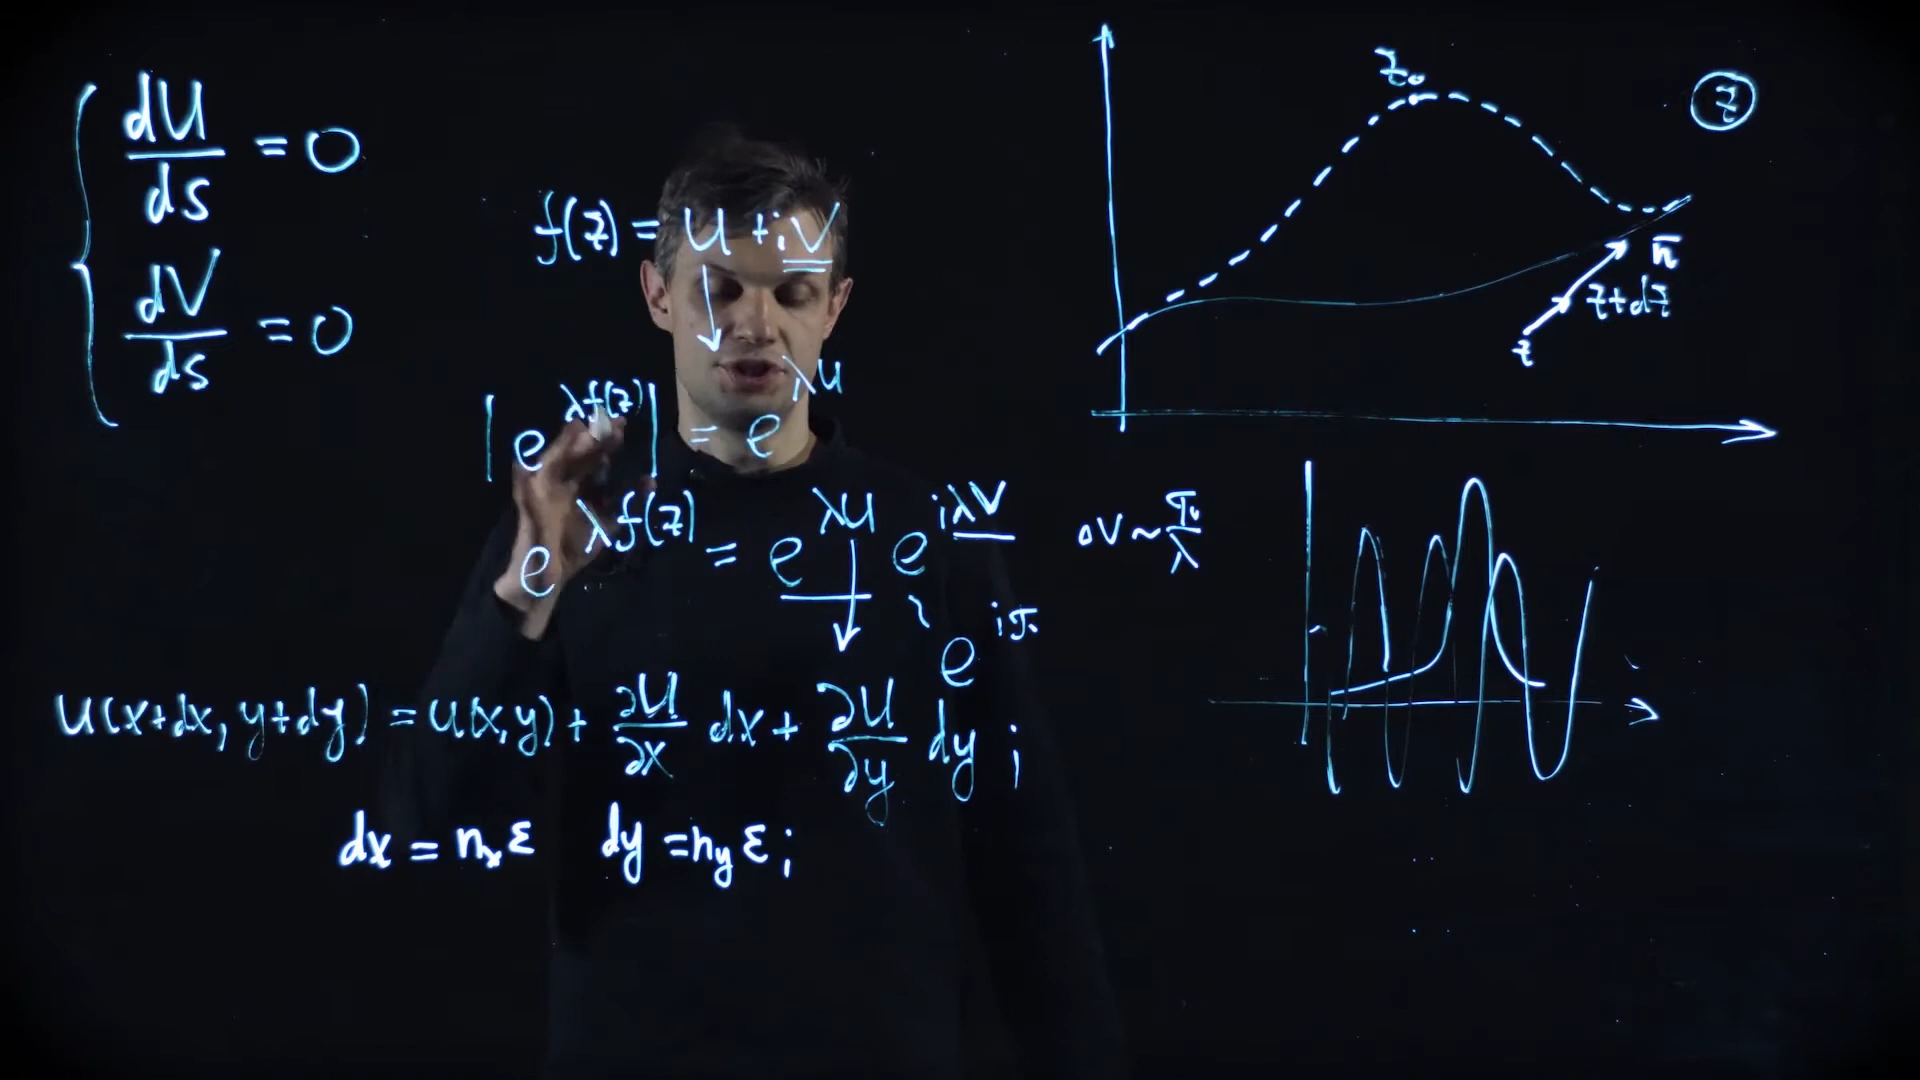 dU/ds = 0
dV/ds = 0
f(z) = U + iV
|e^{λf(z)}| = e^{λU}
e^{λf(z)} = e^{λU} e^{iλV}
e^{iπ}
ΔV ~ π/λ
U(x+dx, y+dy) = U(x,y) + ∂U/∂x dx + ∂U/∂y dy ;
dx = n_x ε dy = n_y ε ;
z₀
z
n̄
z+dz
z